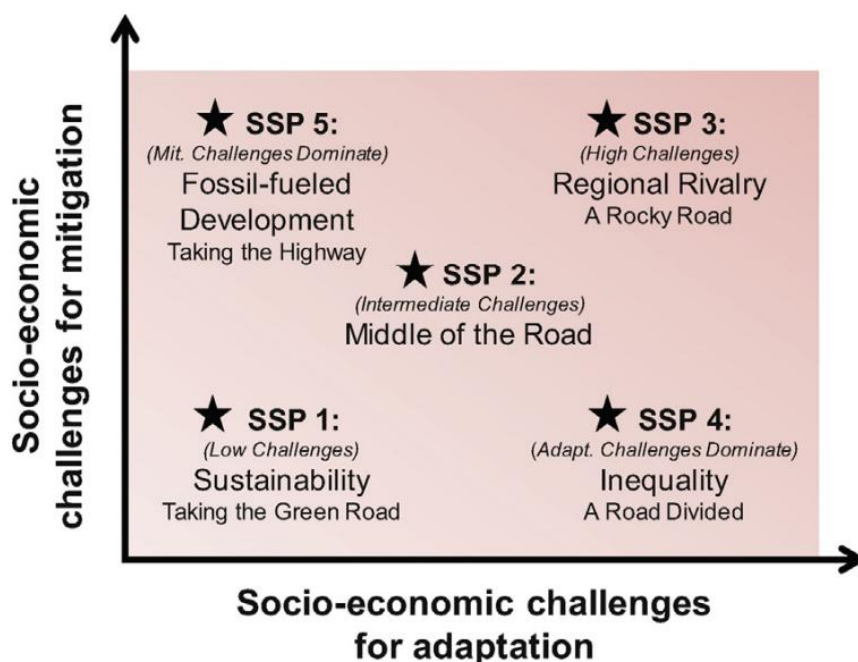 Socio-economic
challenges for mitigation
SSP 5:
(Mit. Challenges Dominate)
Fossil-fueled
Development
Taking the Highway
SSP 3:
(High Challenges)
Regional Rivalry
A Rocky Road
SSP 2:
(Intermediate Challenges)
Middle of the Road
SSP 1:
(Low Challenges)
Sustainability
Taking the Green Road
SSP 4:
(Adapt. Challenges Dominate)
Inequality
A Road Divided
Socio-economic challenges
for adaptation